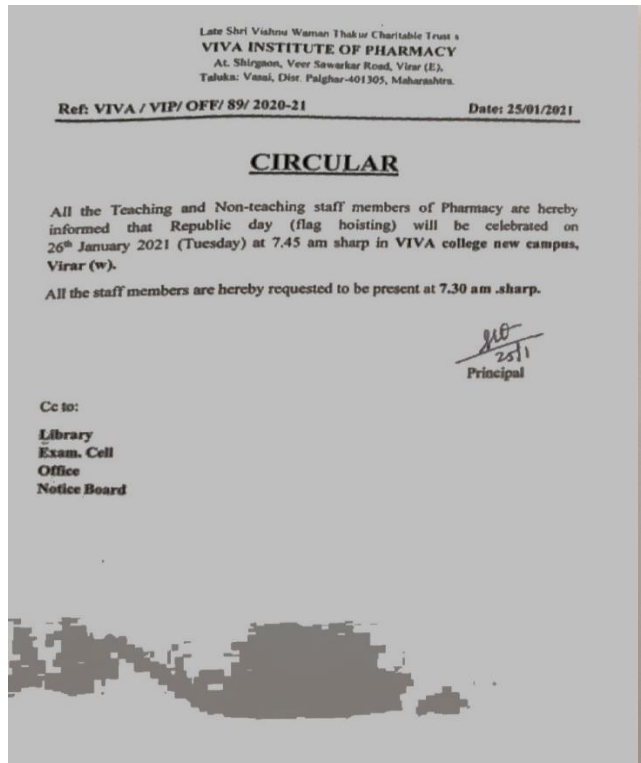 Late Shri Vishnu Waman Thakur Charitable Trust s
VIVA INSTITUTE OF PHARMACY
At. Shirgaon, Veer Sawarkar Road, Virar (E),
Taluka: Vasai, Dist. Palghar-401305, Maharashtra.
Ref: VIVA / VIP/ OFF/ 89/ 2020-21 Date: 25/01/2021
CIRCULAR
All the Teaching and Non-teaching staff members of Pharmacy are hereby
informed that Republic day (flag hoisting) will be celebrated on
26th January 2021 (Tuesday) at 7.45 am sharp in VIVA college new campus,
Virar (w).
All the staff members are hereby requested to be present at 7.30 am .sharp.
25/1
Principal
Cc to:
Library
Exam. Cell
Office
Notice Board